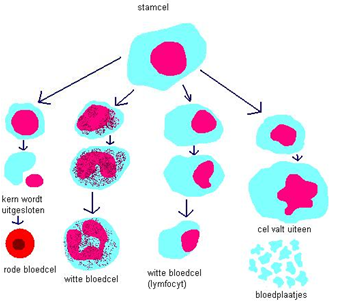 stamcel
kern wordt
uitgesloten
rode bloedcel
witte bloedcel
witte bloedcel
(lymfocyt)
cel valt uiteen
bloedplaatjes